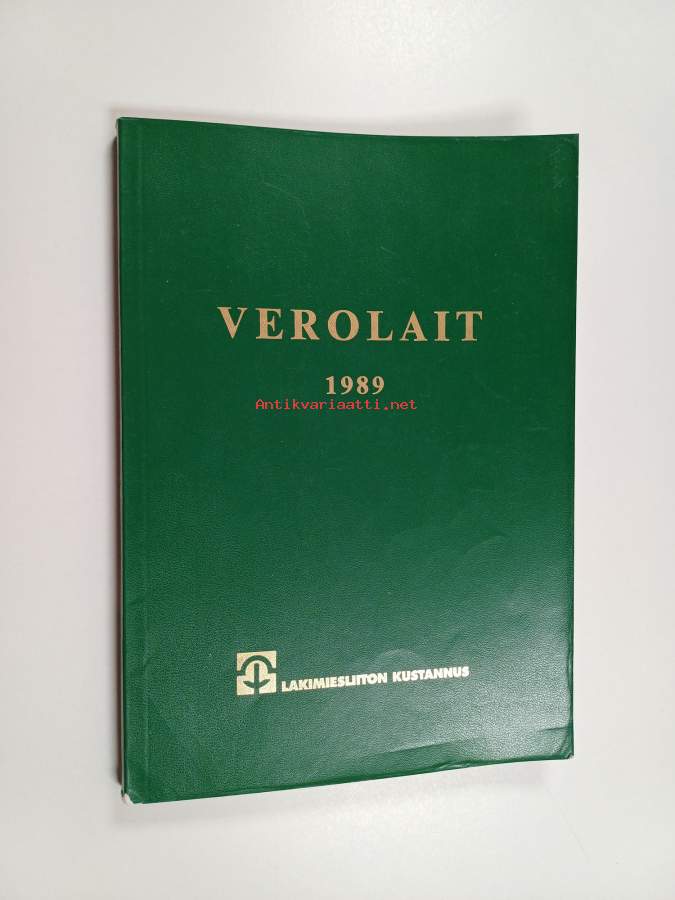 VEROLAIT
1989
Antikvariaatti.net
LAKIMIESLIITON KUSTANNUS